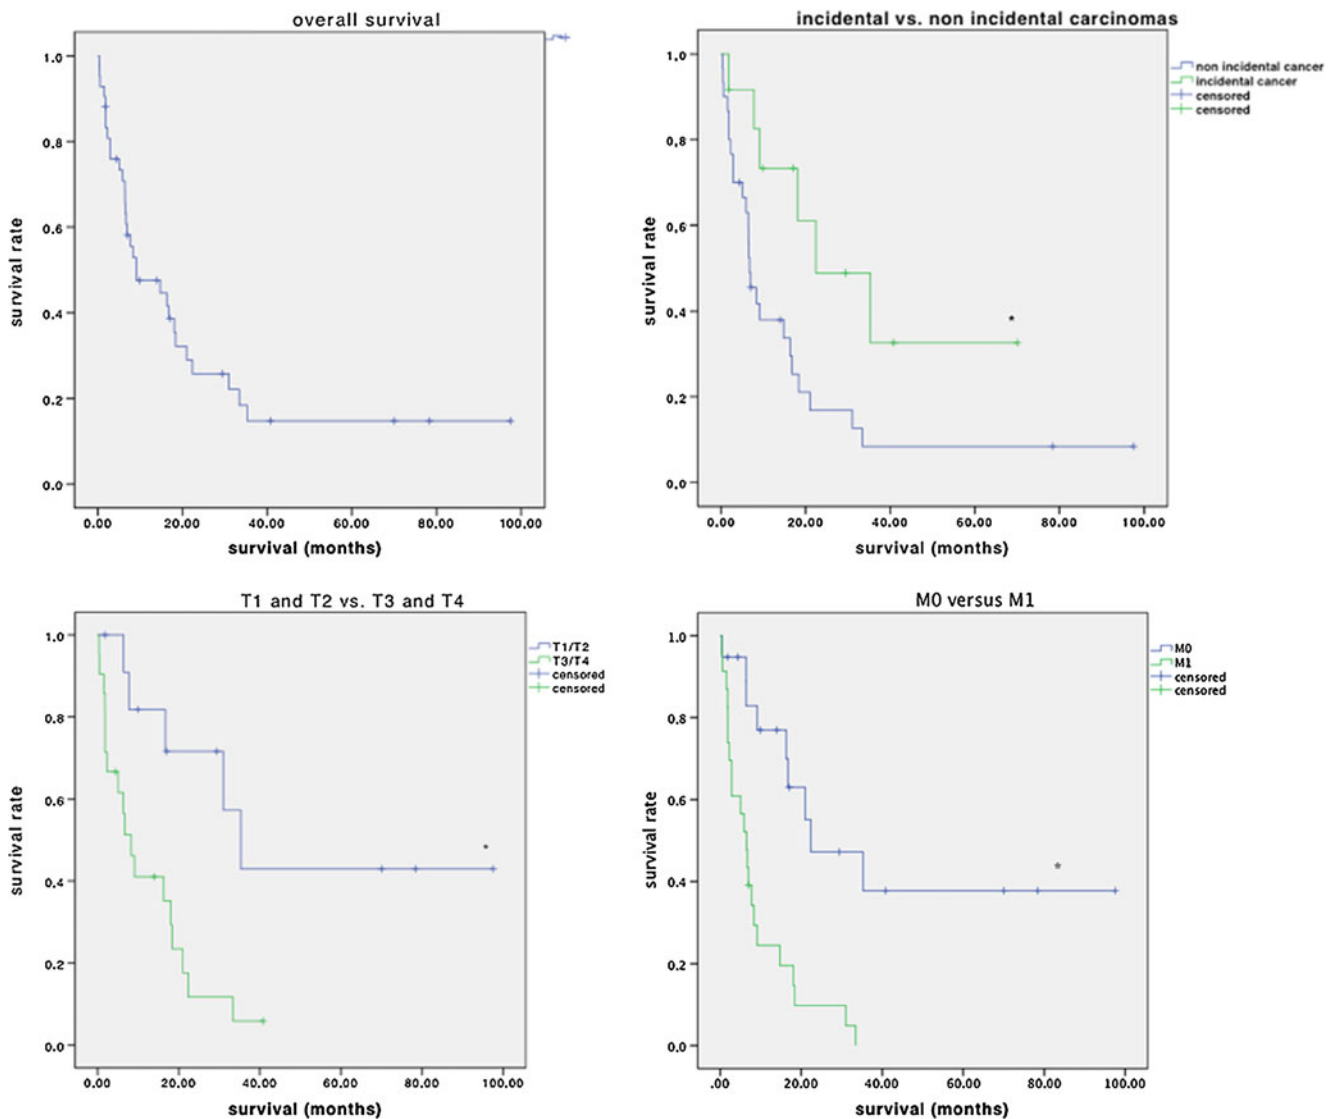 overall survival
1.0
0.8
0.6
0.4
0.2
0.0
survival rate
0.00 20.00 40.00 60.00 80.00 100.00
survival (months)
incidental vs. non incidental carcinomas
1.0
0.8
0.6
0.4
0.2
0.0
survival rate
*
0.00 20.00 40.00 60.00 80.00 100.00
survival (months)
non incidental cancer
incidental cancer
censored
censored
T1 and T2 vs. T3 and T4
1.0
0.8
0.6
0.4
0.2
0.0
survival rate
*
0.00 20.00 40.00 60.00 80.00 100.00
survival (months)
T1/T2
T3/T4
censored
censored
M0 versus M1
1.0
0.8
0.6
0.4
0.2
0.0
survival rate
*
.00 20.00 40.00 60.00 80.00 100.00
survival (months)
M0
M1
censored
censored